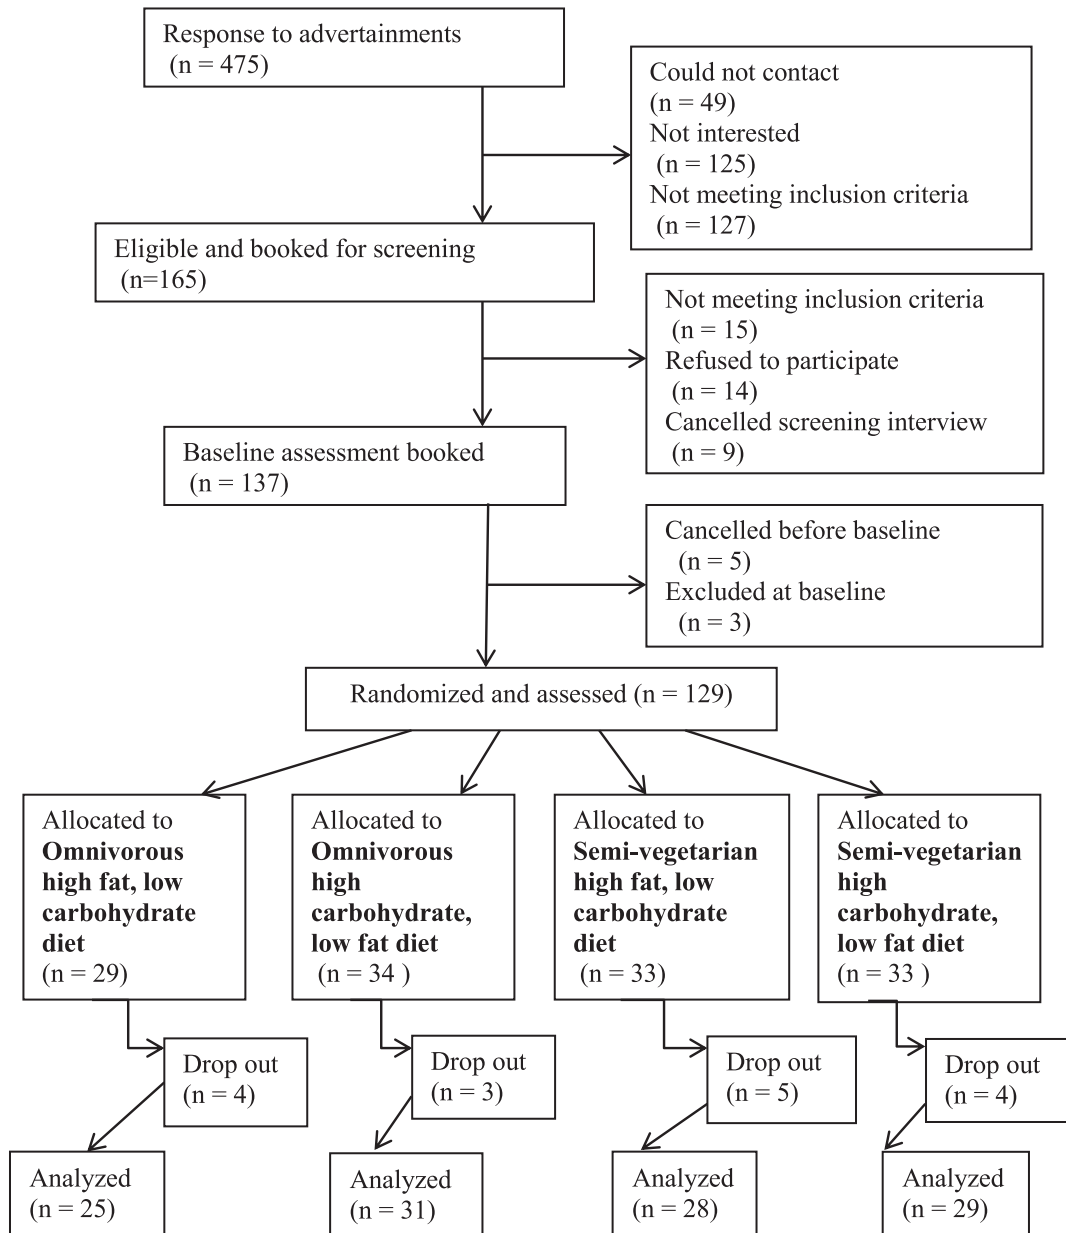 Response to advertainments
(n = 475)
Could not contact
(n = 49)
Not interested
(n = 125)
Not meeting inclusion criteria
(n = 127)
Eligible and booked for screening
(n=165)
Not meeting inclusion criteria
(n = 15)
Refused to participate
(n = 14)
Cancelled screening interview
(n = 9)
Baseline assessment booked
(n = 137)
Cancelled before baseline
(n = 5)
Excluded at baseline
(n = 3)
Randomized and assessed (n = 129)
Allocated to
Omnivorous
high fat, low
carbohydrate
diet
(n = 29)
Allocated to
Omnivorous
high
carbohydrate,
low fat diet
(n = 34 )
Allocated to
Semi-vegetarian
high fat, low
carbohydrate
diet
(n = 33)
Allocated to
Semi-vegetarian
high
carbohydrate,
low fat diet
(n = 33 )
Drop out
(n = 4)
Drop out
(n = 3)
Drop out
(n = 5)
Drop out
(n = 4)
Analyzed
(n = 25)
Analyzed
(n = 31)
Analyzed
(n = 28)
Analyzed
(n = 29)